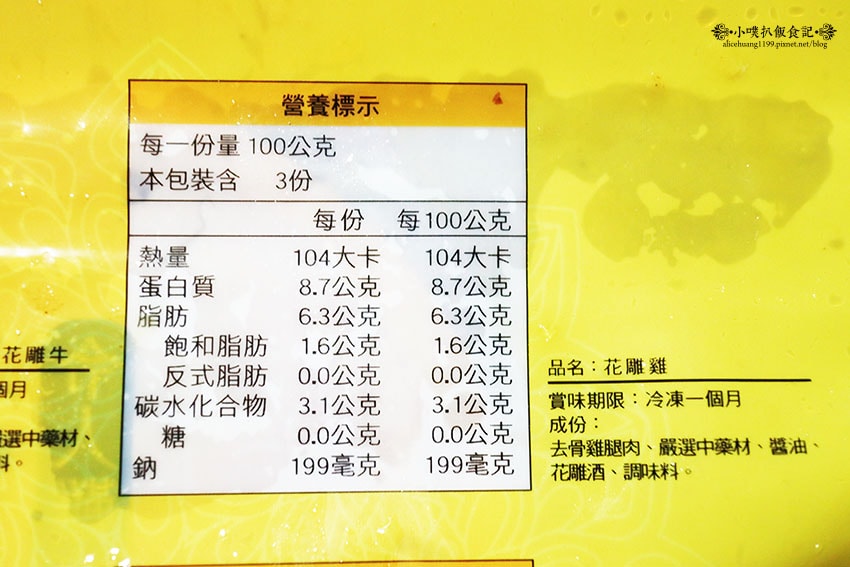 小噗扒飯食記
alicehuang1199.pixnet.net/blog
營養標示
每一份量 100公克
本包裝含 3份
每份 每100公克
熱量 104大卡 104大卡
蛋白質 8.7公克 8.7公克
脂肪 6.3公克 6.3公克
飽和脂肪 1.6公克 1.6公克
反式脂肪 0.0公克 0.0公克
碳水化合物 3.1公克 3.1公克
糖 0.0公克 0.0公克
鈉 199毫克 199毫克
花雕牛
個月
選中藥材、
料。
品名：花雕雞
賞味期限：冷凍一個月
成份：
去骨雞腿肉、嚴選中藥材、醬油、
花雕酒、調味料。